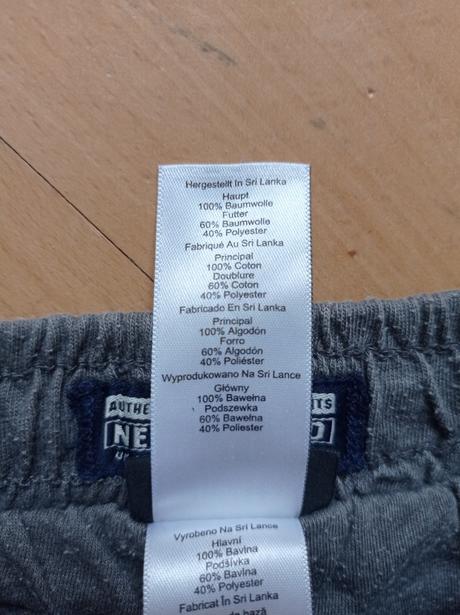 Hergestellt In Sri Lanka
Haupt
100% Baumwolle
Futter
60% Baumwolle
40% Polyester
Fabriqué Au Sri Lanka
Principal
100% Coton
Doublure
60% Coton
40% Polyester
Fabricado En Sri Lanka
Principal
100% Algodón
Forro
60% Algodón
40% Poliéster
Wyprodukowano Na Sri Lance
Główny
100% Bawełna
Podszewka
60% Bawełna
40% Poliester
Vyrobeno Na Sri Lance
Hlavní
100% Bavlna
Podšívka
60% Bavlna
40% Polyester
Fabricat În Sri Lanka
de bază